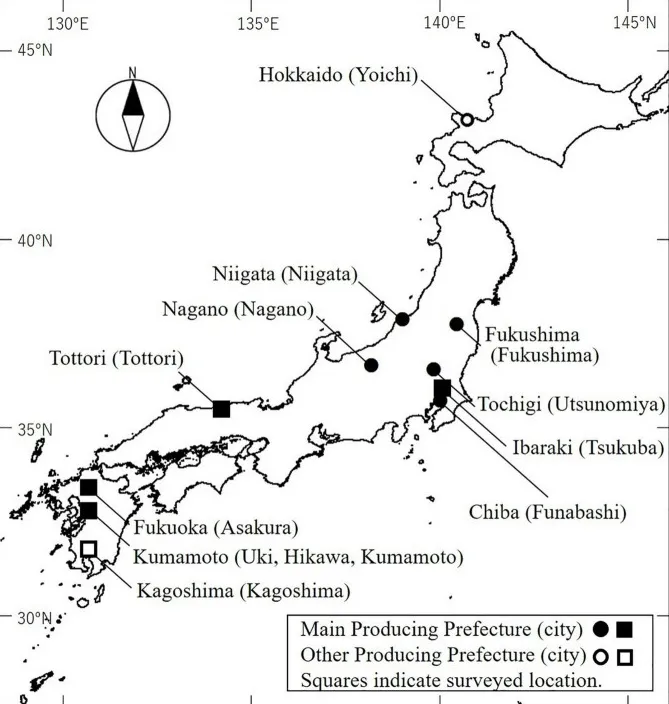 130°E 135°E 140°E 145°E
45°N
N
Hokkaido (Yoichi)
40°N
Niigata (Niigata)
Nagano (Nagano)
Fukushima
(Fukushima)
Tottori (Tottori)
Tochigi (Utsunomiya)
35°N
Ibaraki (Tsukuba)
Chiba (Funabashi)
Fukuoka (Asakura)
Kumamoto (Uki, Hikawa, Kumamoto)
Kagoshima (Kagoshima)
30°N
Main Producing Prefecture (city)
Other Producing Prefecture (city)
Squares indicate surveyed location.